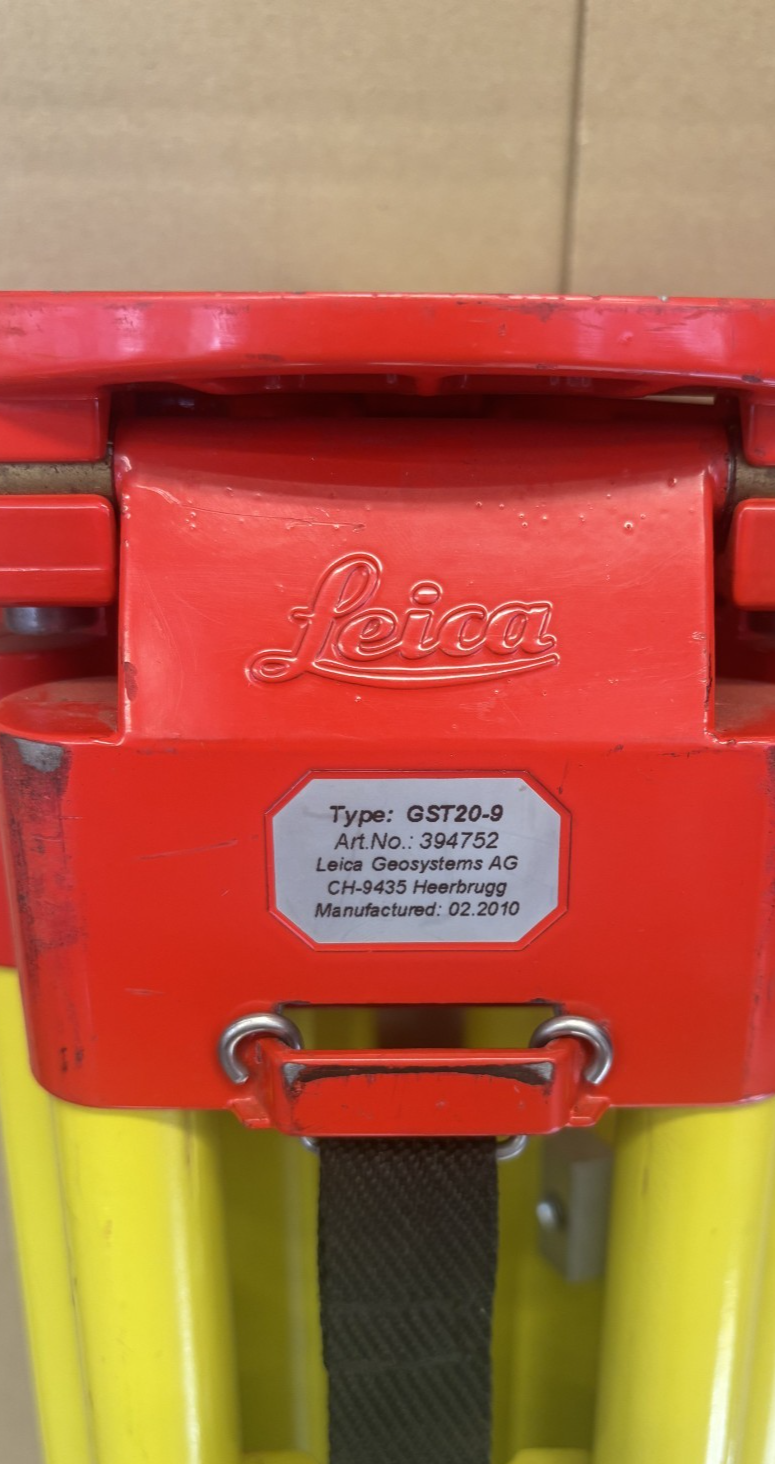 Leica
Type: GST20-9
Art.No.: 394752
Leica Geosystems AG
CH-9435 Heerbrugg
Manufactured: 02.2010